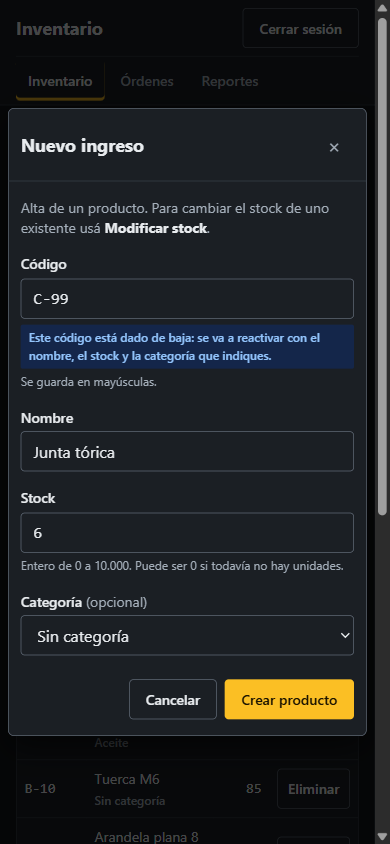 Inventario
Cerrar sesión
Inventario
Órdenes
Reportes
Nuevo ingreso
×
Alta de un producto. Para cambiar el stock de uno
existente usá Modificar stock.
Código
C-99
Este código está dado de baja: se va a reactivar con el
nombre, el stock y la categoría que indiques.
Se guarda en mayúsculas.
Nombre
Junta tórica
Stock
6
Entero de 0 a 10.000. Puede ser 0 si todavía no hay unidades.
Categoría (opcional)
Sin categoría
Cancelar
Crear producto
Aceite
B-10
Tuerca M6
85
Eliminar
Sin categoría
Arandela plana 8